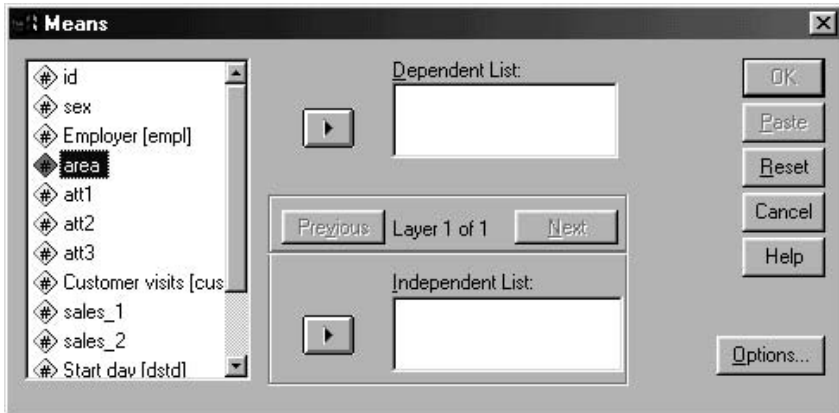 Means
id
sex
Employer [empl]
area
att1
att2
att3
Customer visits [cus
sales_1
sales_2
Start day [dstd]
Dependent List:
Previous
Layer 1 of 1
Next
Independent List:
OK
Paste
Reset
Cancel
Help
Options...